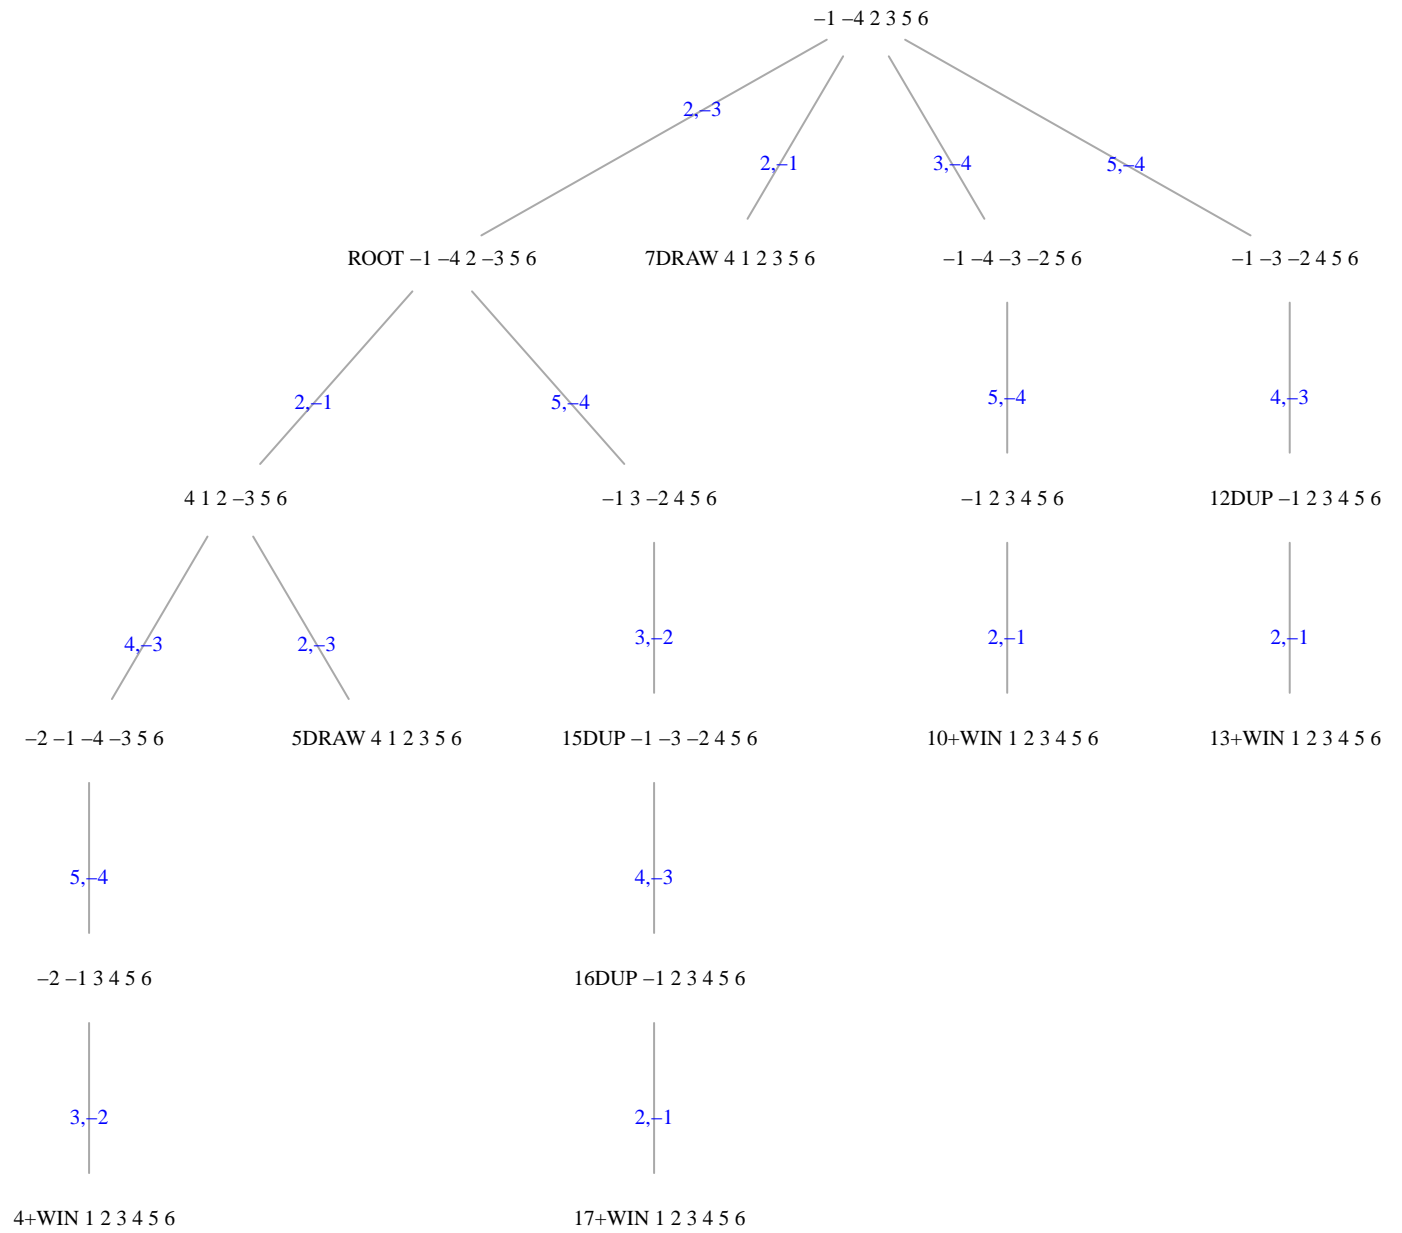 –1 –4 2 3 5 6
2,–3
2,–1
3,–4
5,–4
ROOT –1 –4 2 –3 5 6
7DRAW 4 1 2 3 5 6
–1 –4 –3 –2 5 6
–1 –3 –2 4 5 6
2,–1
5,–4
5,–4
4,–3
4 1 2 –3 5 6
–1 3 –2 4 5 6
–1 2 3 4 5 6
12DUP –1 2 3 4 5 6
4,–3
2,–3
3,–2
2,–1
2,–1
–2 –1 –4 –3 5 6
5DRAW 4 1 2 3 5 6
15DUP –1 –3 –2 4 5 6
10+WIN 1 2 3 4 5 6
13+WIN 1 2 3 4 5 6
5,–4
4,–3
–2 –1 3 4 5 6
16DUP –1 2 3 4 5 6
3,–2
2,–1
4+WIN 1 2 3 4 5 6
17+WIN 1 2 3 4 5 6